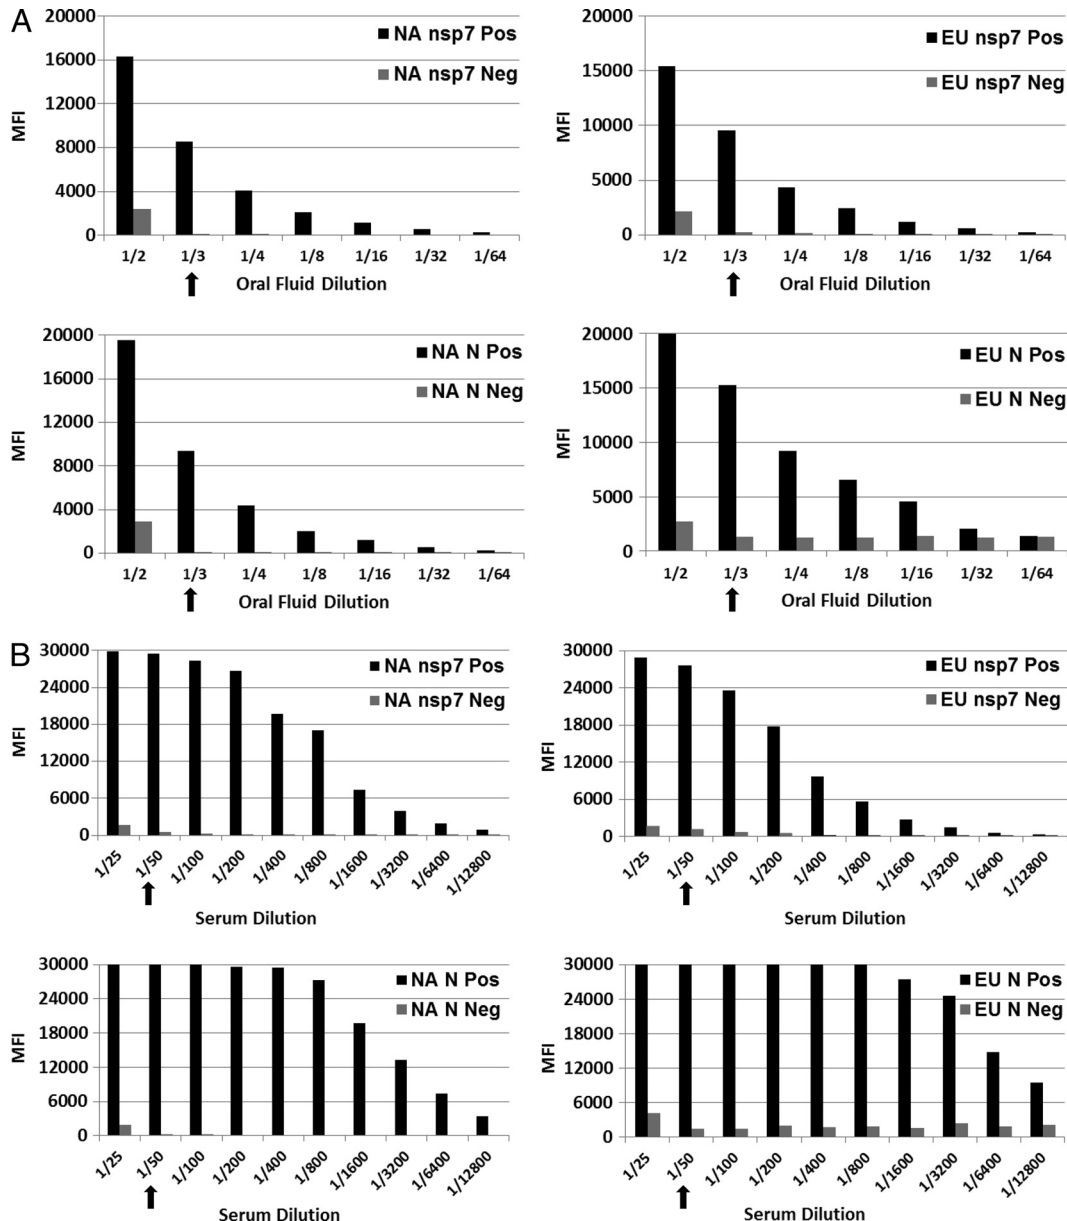 A
20000
16000
12000
8000
4000
0
MFI
NA nsp7 Pos
NA nsp7 Neg
1/2 1/3 1/4 1/8 1/16 1/32 1/64
Oral Fluid Dilution
20000
15000
10000
5000
0
MFI
EU nsp7 Pos
EU nsp7 Neg
1/2 1/3 1/4 1/8 1/16 1/32 1/64
Oral Fluid Dilution
20000
16000
12000
8000
4000
0
MFI
NA N Pos
NA N Neg
1/2 1/3 1/4 1/8 1/16 1/32 1/64
Oral Fluid Dilution
20000
15000
10000
5000
0
MFI
EU N Pos
EU N Neg
1/2 1/3 1/4 1/8 1/16 1/32 1/64
Oral Fluid Dilution
B
30000
24000
18000
12000
6000
0
MFI
NA nsp7 Pos
NA nsp7 Neg
1/25 1/50 1/100 1/200 1/400 1/800 1/1600 1/3200 1/6400 1/12800
Serum Dilution
30000
24000
18000
12000
6000
0
MFI
EU nsp7 Pos
EU nsp7 Neg
1/25 1/50 1/100 1/200 1/400 1/800 1/1600 1/3200 1/6400 1/12800
Serum Dilution
30000
24000
18000
12000
6000
0
MFI
NA N Pos
NA N Neg
1/25 1/50 1/100 1/200 1/400 1/800 1/1600 1/3200 1/6400 1/12800
Serum Dilution
30000
24000
18000
12000
6000
0
MFI
EU N Pos
EU N Neg
1/25 1/50 1/100 1/200 1/400 1/800 1/1600 1/3200 1/6400 1/12800
Serum Dilution